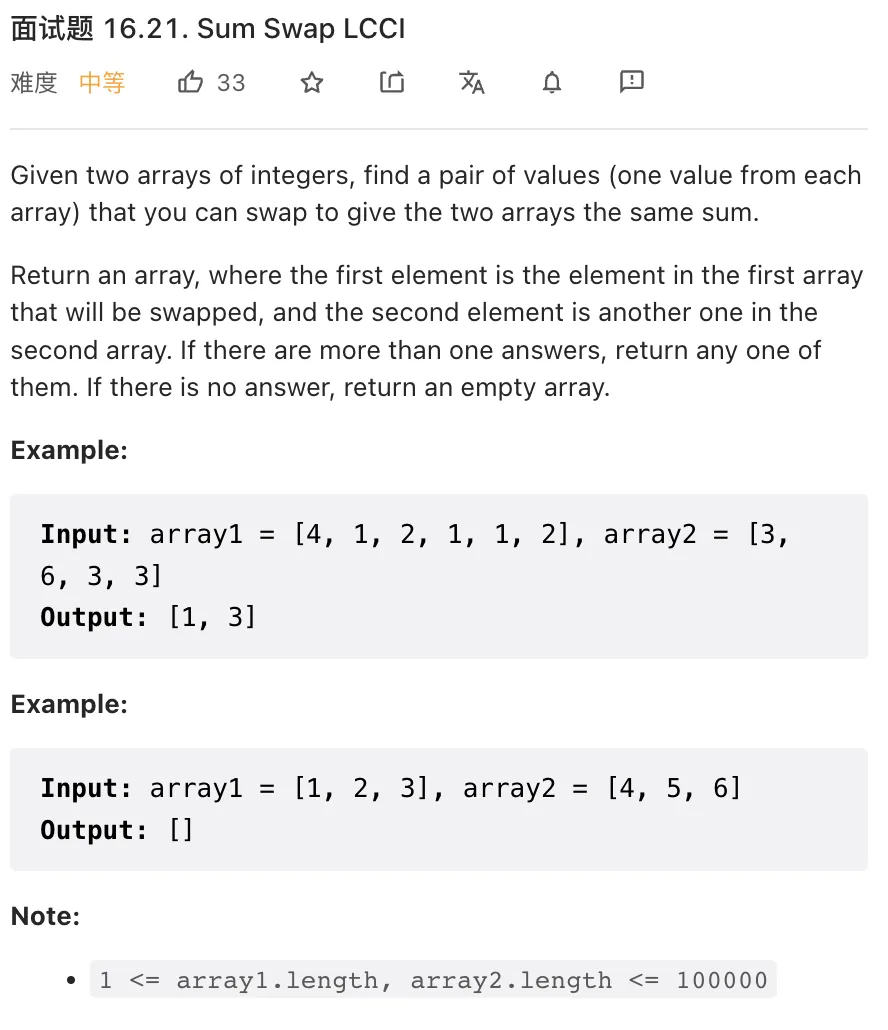 面试题 16.21. Sum Swap LCCI
难度 中等 33
Given two arrays of integers, find a pair of values (one value from each
array) that you can swap to give the two arrays the same sum.
Return an array, where the first element is the element in the first array
that will be swapped, and the second element is another one in the
second array. If there are more than one answers, return any one of
them. If there is no answer, return an empty array.
Example:
Input: array1 = [4, 1, 2, 1, 1, 2], array2 = [3,
6, 3, 3]
Output: [1, 3]
Example:
Input: array1 = [1, 2, 3], array2 = [4, 5, 6]
Output: []
Note:
• 1 <= array1.length, array2.length <= 100000